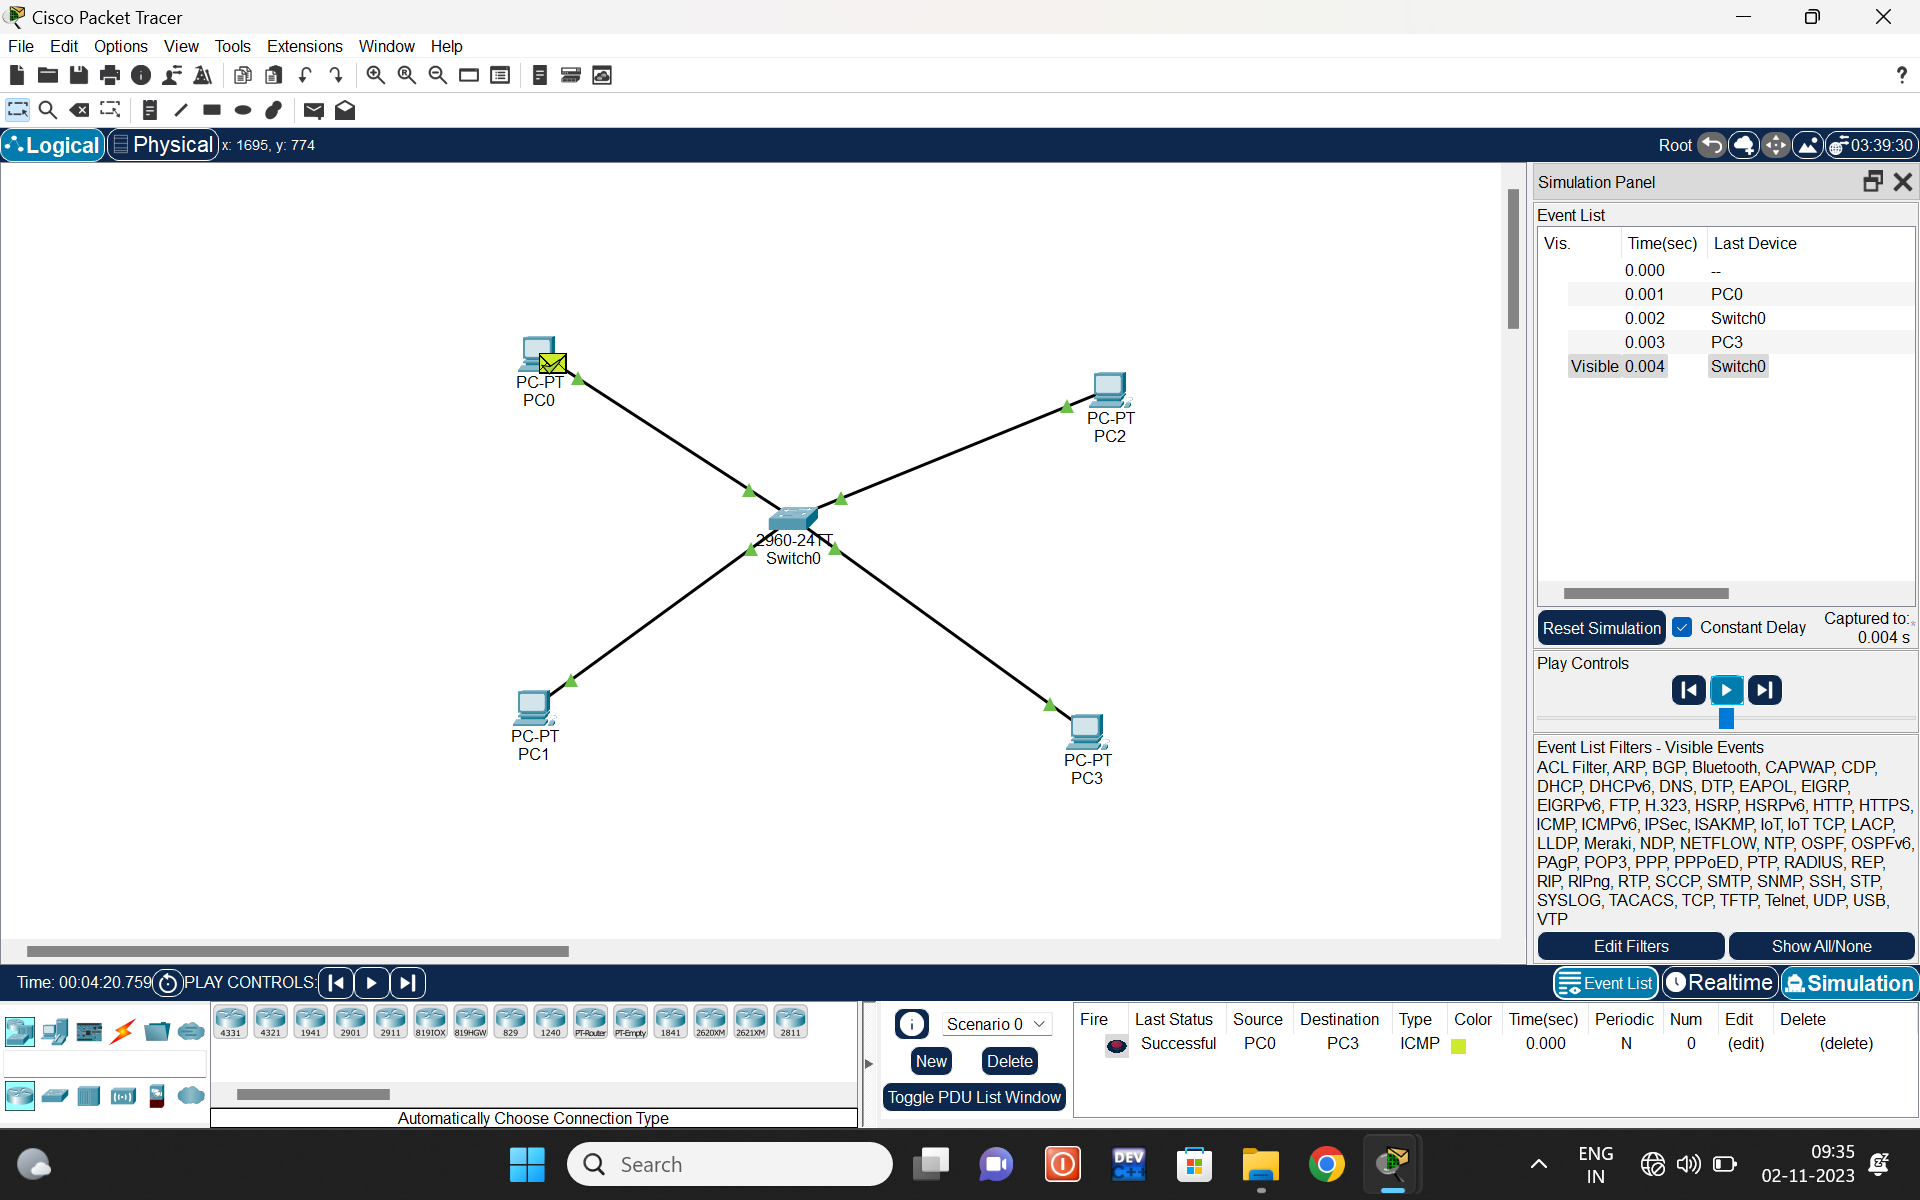 Cisco Packet Tracer
File Edit Options View Tools Extensions Window Help
?
Logical Physical x: 1695, y: 774 Root 03:39:30
Simulation Panel
Event List
Vis. Time(sec) Last Device
0.000 --
0.001 PC0
0.002 Switch0
0.003 PC3
Visible 0.004 Switch0
PC-PT
PC0
PC-PT
PC2
2960-24TT
Switch0
PC-PT
PC1
PC-PT
PC3
Reset Simulation Constant Delay Captured to:*
0.004 s
Play Controls
Event List Filters - Visible Events
ACL Filter, ARP, BGP, Bluetooth, CAPWAP, CDP,
DHCP, DHCPv6, DNS, DTP, EAPOL, EIGRP,
EIGRPv6, FTP, H.323, HSRP, HSRPv6, HTTP, HTTPS,
ICMP, ICMPv6, IPSec, ISAKMP, IoT, IoT TCP, LACP,
LLDP, Meraki, NDP, NETFLOW, NTP, OSPF, OSPFv6,
PAgP, POP3, PPP, PPPoED, PTP, RADIUS, REP,
RIP, RIPng, RTP, SCCP, SMTP, SNMP, SSH, STP,
SYSLOG, TACACS, TCP, TFTP, Telnet, UDP, USB,
VTP
Edit Filters Show All/None
Time: 00:04:20.759 PLAY CONTROLS: Event List Realtime Simulation
4331 4321 1941 2901 2911 819IOX 819HGW 829 1240 PT-Router PT-Empty 1841 2620XM 2621XM 2811
Automatically Choose Connection Type
Scenario 0
New Delete
Toggle PDU List Window
Fire Last Status Source Destination Type Color Time(sec) Periodic Num Edit Delete
Successful PC0 PC3 ICMP 0.000 N 0 (edit) (delete)
Search
DEV
C++
ENG
IN
09:35
02-11-2023